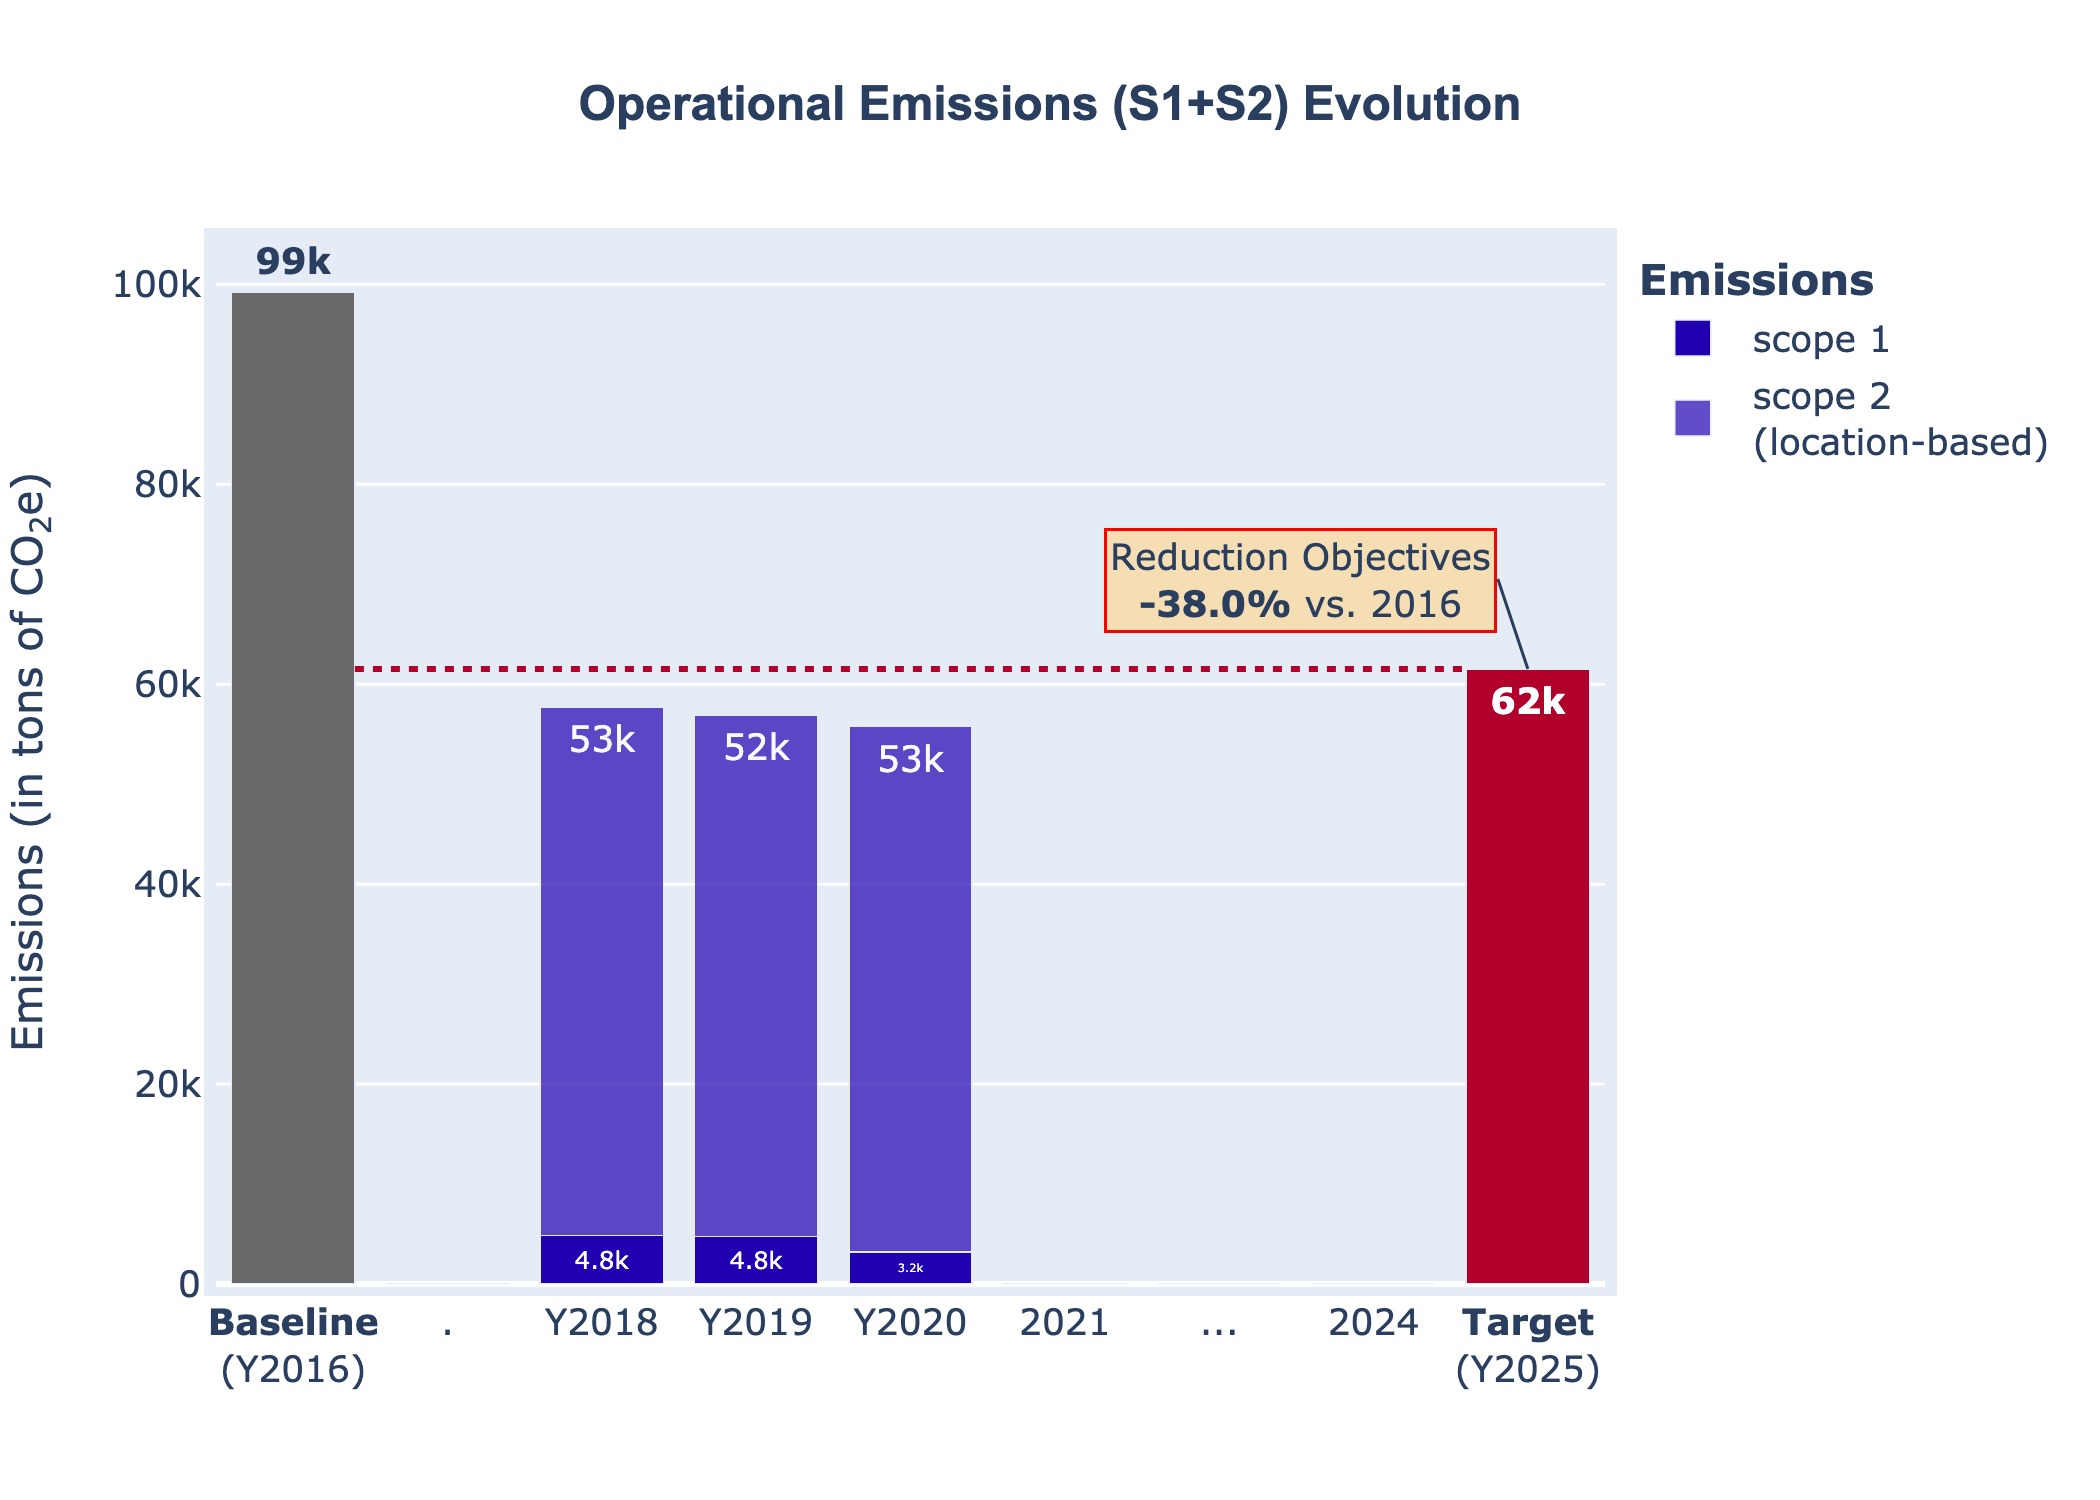 Operational Emissions (S1+S2) Evolution
Emissions (in tons of CO₂e)
100k
80k
60k
40k
20k
0
99k
53k
52k
53k
4.8k
4.8k
3.2k
62k
Reduction Objectives
-38.0% vs. 2016
Baseline
(Y2016)
.
Y2018
Y2019
Y2020
2021
...
2024
Target
(Y2025)
Emissions
scope 1
scope 2
(location-based)